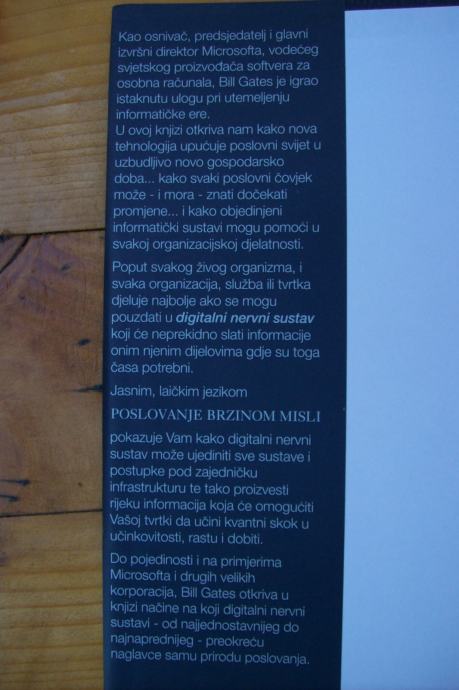 Kao osnivač, predsjedatelj i glavni
izvršni direktor Microsofta, vodećeg
svjetskog proizvođača softvera za
osobna računala, Bill Gates je igrao
istaknutu ulogu pri utemeljenju
informatičke ere.
U ovoj knjizi otkriva nam kako nova
tehnologija upućuje poslovni svijet u
uzbudljivo novo gospodarsko
doba... kako svaki poslovni čovjek
može - i mora - znati dočekati
promjene... i kako objedinjeni
informatički sustavi mogu pomoći u
svakoj organizacijskoj djelatnosti.
Poput svakog živog organizma, i
svaka organizacija, služba ili tvrtka
djeluje najbolje ako se mogu
pouzdati u digitalni nervni sustav
koji će neprekidno slati informacije
onim njenim dijelovima gdje su toga
časa potrebni.
Jasnim, laičkim jezikom
POSLOVANJE BRZINOM MISLI
pokazuje Vam kako digitalni nervni
sustav može ujediniti sve sustave i
postupke pod zajedničku
infrastrukturu te tako proizvesti
rijeku informacija koja će omogućiti
Vašoj tvrtki da učini kvantni skok u
učinkovitosti, rastu i dobiti.
Do pojedinosti i na primjerima
Microsofta i drugih velikih
korporacija, Bill Gates otkriva u
knjizi načine na koji digitalni nervni
sustavi - od najjednostavnijeg do
najnaprednijeg - preokreću
naglavce samu prirodu poslovanja.